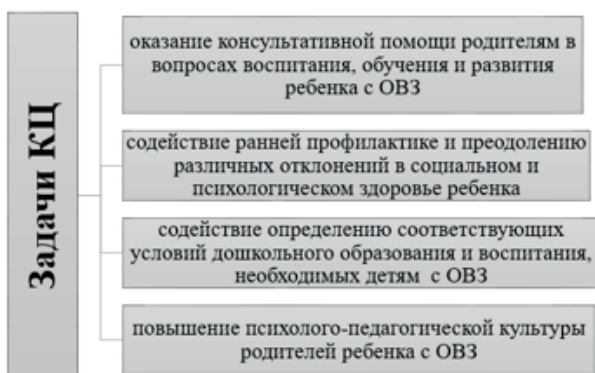 Задачи КЦ
оказание консультативной помощи родителям в
вопросах воспитания, обучения и развития
ребенка с ОВЗ
содействие ранней профилактике и преодолению
различных отклонений в социальном и
психологическом здоровье ребенка
содействие определению соответствующих
условий дошкольного образования и воспитания,
необходимых детям с ОВЗ
повышение психолого-педагогической культуры
родителей ребенка с ОВЗ